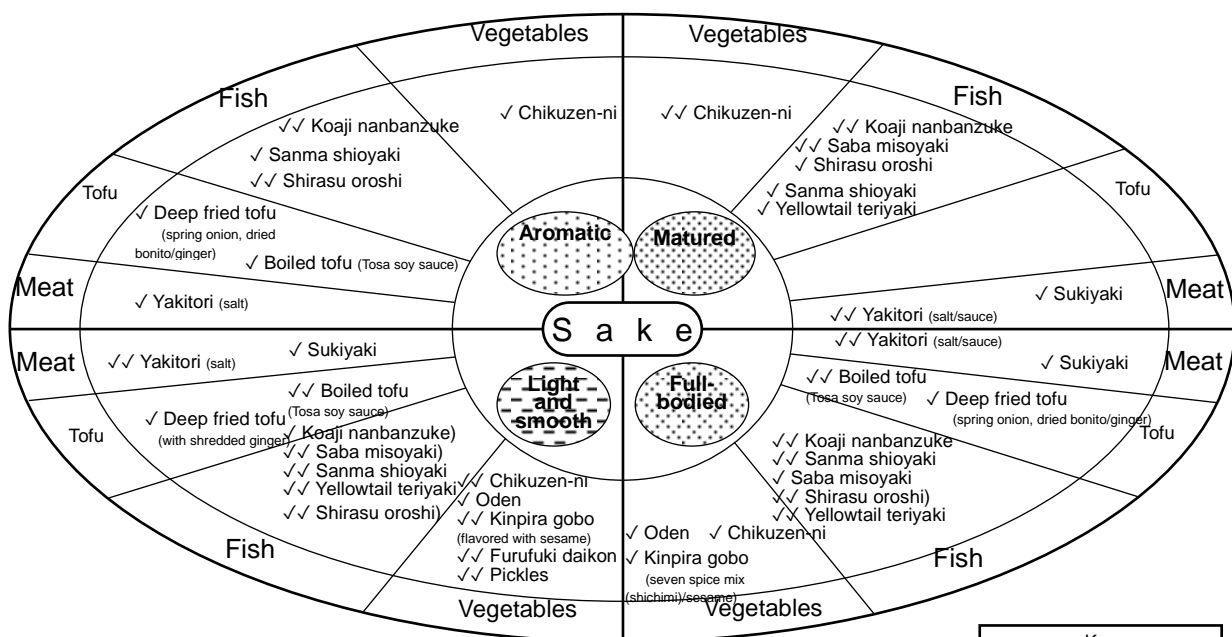 Vegetables
Vegetables
Fish
Fish
✓ Chikuzen-ni
✓✓ Chikuzen-ni
✓✓ Koaji nanbanzuke
✓ Sanma shioyaki
✓✓ Shirasu oroshi
✓✓ Koaji nanbanzuke
✓✓ Saba misoyaki
✓ Shirasu oroshi
✓ Sanma shioyaki
✓ Yellowtail teriyaki
Tofu
Tofu
✓ Deep fried tofu
(spring onion, dried
bonito/ginger)
✓ Boiled tofu (Tosa soy sauce)
Aromatic
Matured
Meat
Meat
✓ Yakitori (salt)
✓ Sukiyaki
✓✓ Yakitori (salt/sauce)
S a k e
Meat
Meat
✓✓ Yakitori (salt)
✓ Sukiyaki
✓✓ Yakitori (salt/sauce)
✓ Sukiyaki
Light
and
smooth
Full-
bodied
✓✓ Boiled tofu
(Tosa soy sauce)
✓ Deep fried tofu
(with shredded ginger)
Tofu
✓✓ Boiled tofu
(Tosa soy sauce)
✓ Deep fried tofu
(spring onion, dried bonito/ginger)
Tofu
✓ Koaji nanbanzuke)
✓✓ Saba misoyaki)
✓✓ Sanma shioyaki
✓✓ Yellowtail teriyaki
✓✓ Shirasu oroshi)
✓✓ Koaji nanbanzuke
✓✓ Sanma shioyaki
✓ Saba misoyaki
✓✓ Shirasu oroshi)
✓✓ Yellowtail teriyaki
Fish
Fish
✓✓ Chikuzen-ni
✓ Oden
✓✓ Kinpira gobo
(flavored with sesame)
✓✓ Furufuki daikon
✓✓ Pickles
✓ Oden
✓ Chikuzen-ni
✓ Kinpira gobo
(seven spice mix
(shichimi)/sesame)
Vegetables
Vegetables